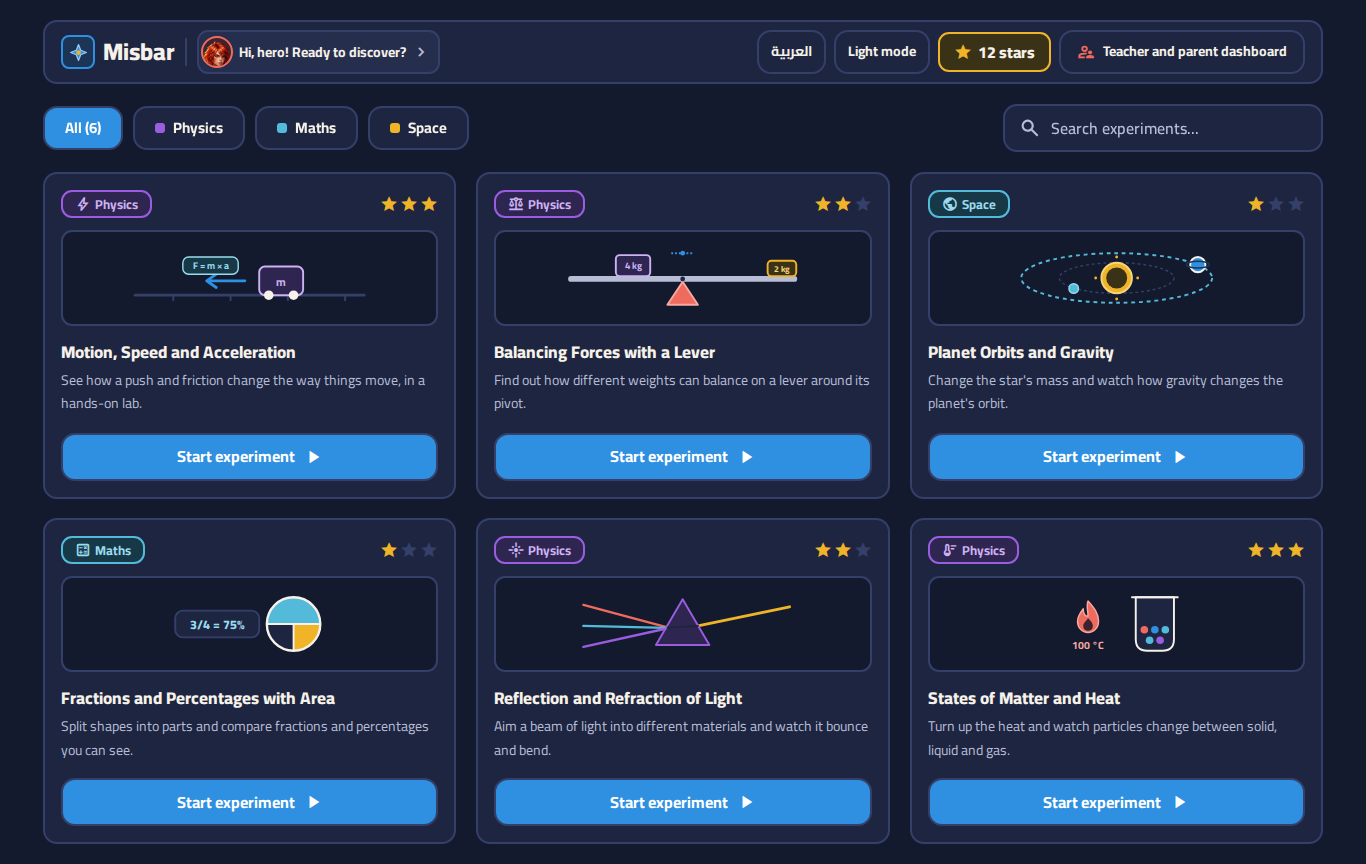 Misbar
Hi, hero! Ready to discover?
العربية
Light mode
12 stars
Teacher and parent dashboard
All (6)
Physics
Maths
Space
Search experiments...
Physics
F = m × a
m
Motion, Speed and Acceleration
See how a push and friction change the way things move, in a
hands-on lab.
Start experiment
Physics
4 kg
2 kg
Balancing Forces with a Lever
Find out how different weights can balance on a lever around its
pivot.
Start experiment
Space
Planet Orbits and Gravity
Change the star's mass and watch how gravity changes the
planet's orbit.
Start experiment
Maths
3/4 = 75%
Fractions and Percentages with Area
Split shapes into parts and compare fractions and percentages
you can see.
Start experiment
Physics
Reflection and Refraction of Light
Aim a beam of light into different materials and watch it bounce
and bend.
Start experiment
Physics
100 °C
States of Matter and Heat
Turn up the heat and watch particles change between solid,
liquid and gas.
Start experiment